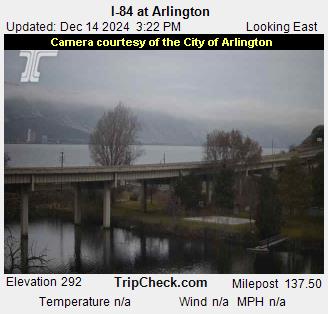 I-84 at Arlington
Updated: Dec 14 2024 3:22 PM Looking East
Camera courtesy of the City of Arlington
Elevation 292 TripCheck.com Milepost 137.50
Temperature n/a Wind n/a MPH n/a